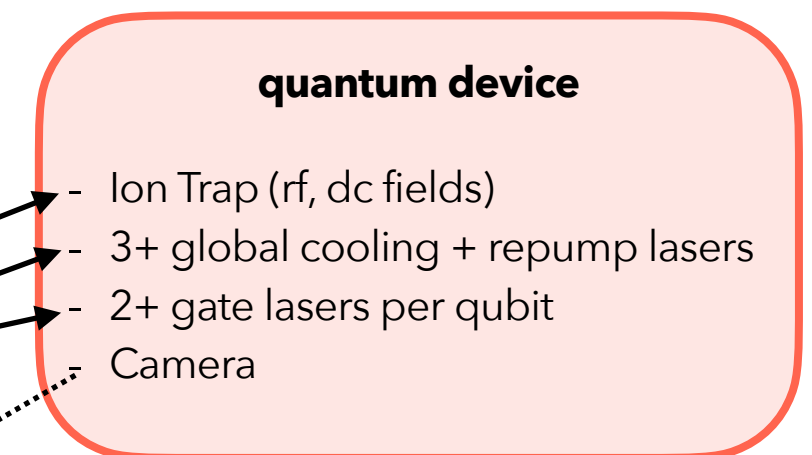 quantum device
- Ion Trap (rf, dc fields)
- 3+ global cooling + repump lasers
- 2+ gate lasers per qubit
- Camera